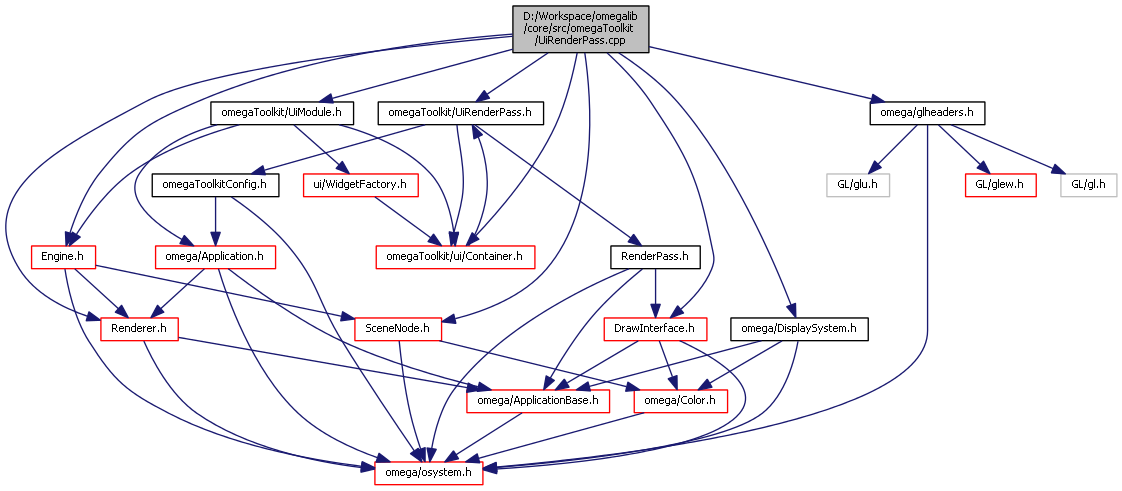 D:/Workspace/omegalib
/core/src/omegaToolkit
/UiRenderPass.cpp
omegaToolkit/UiModule.h
omegaToolkit/UiRenderPass.h
omega/glheaders.h
omegaToolkitConfig.h
ui/WidgetFactory.h
GL/glu.h
GL/glew.h
GL/gl.h
Engine.h
omega/Application.h
omegaToolkit/ui/Container.h
RenderPass.h
Renderer.h
SceneNode.h
DrawInterface.h
omega/DisplaySystem.h
omega/ApplicationBase.h
omega/Color.h
omega/osystem.h